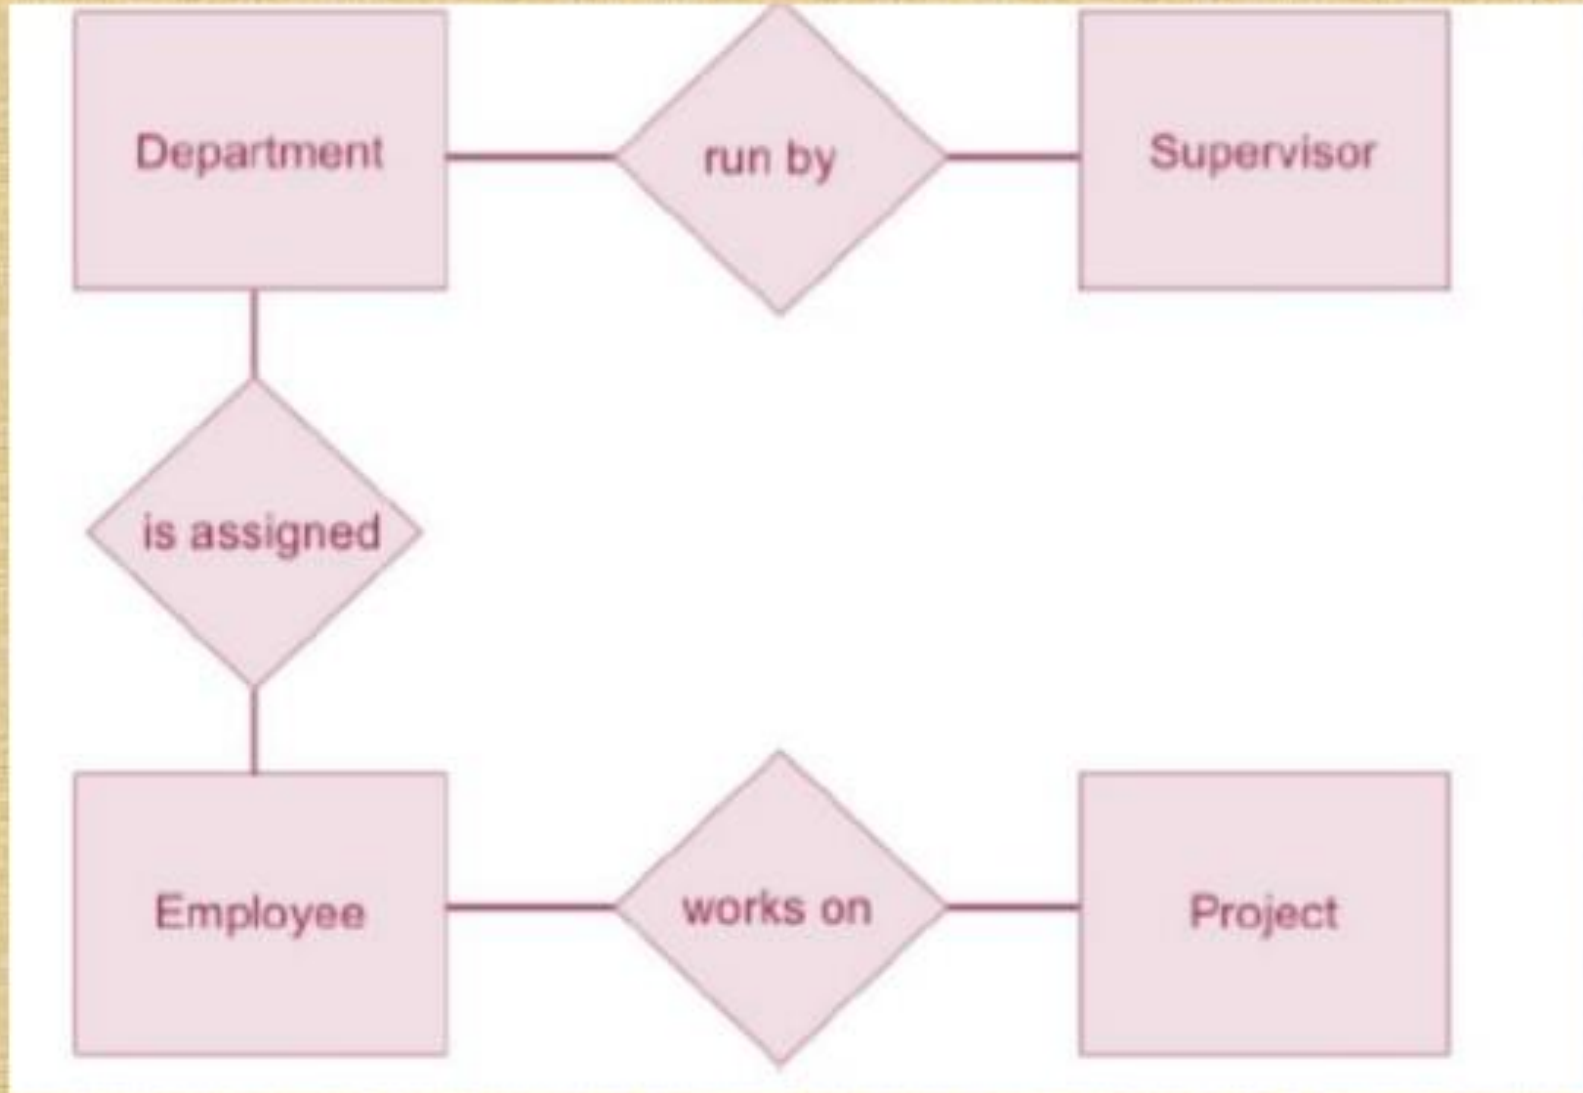 Department
run by
Supervisor
is assigned
Employee
works on
Project